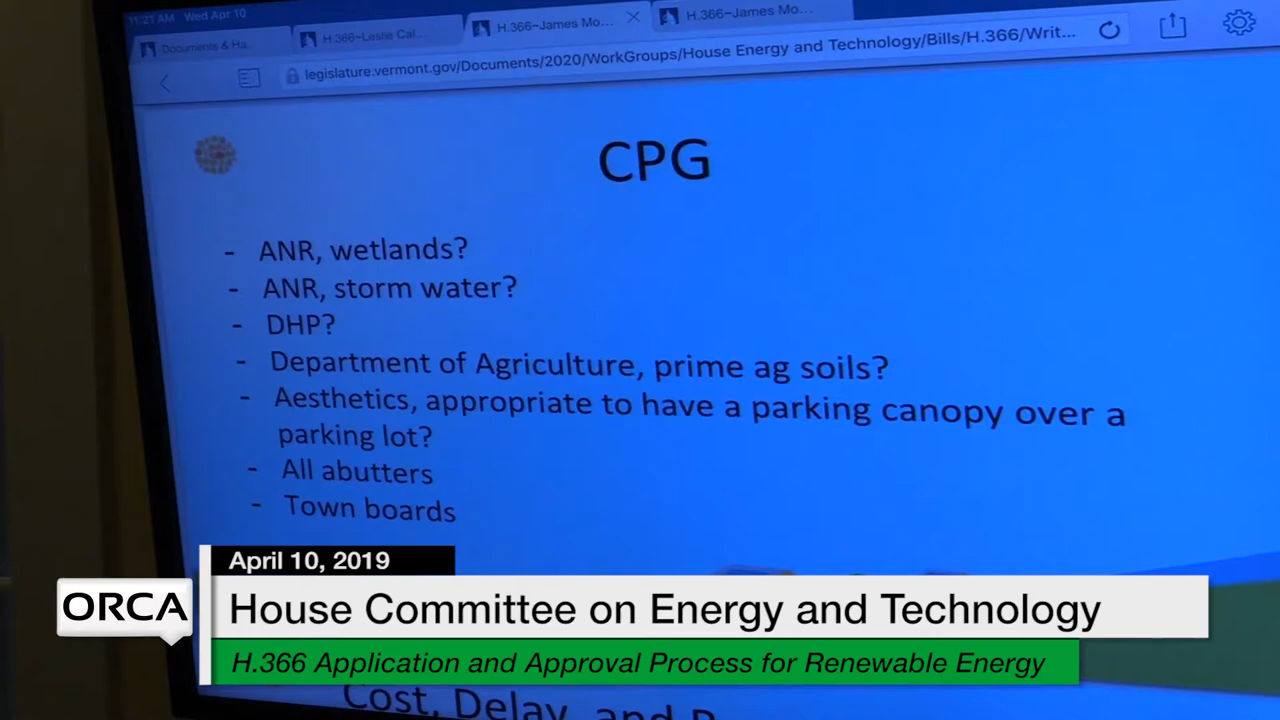 11:21 AM Wed Apr 10
Documents & Ha...
H.366~Leslie Cal...
H.366~James Mo...
H.366~James Mo...
legislature.vermont.gov/Documents/2020/WorkGroups/House Energy and Technology/Bills/H.366/Writ...
CPG
- ANR, wetlands?
- ANR, storm water?
- DHP?
- Department of Agriculture, prime ag soils?
- Aesthetics, appropriate to have a parking canopy over a
parking lot?
- All abutters
- Town boards
April 10, 2019
ORCA
House Committee on Energy and Technology
H.366 Application and Approval Process for Renewable Energy
Cost, Delay, and